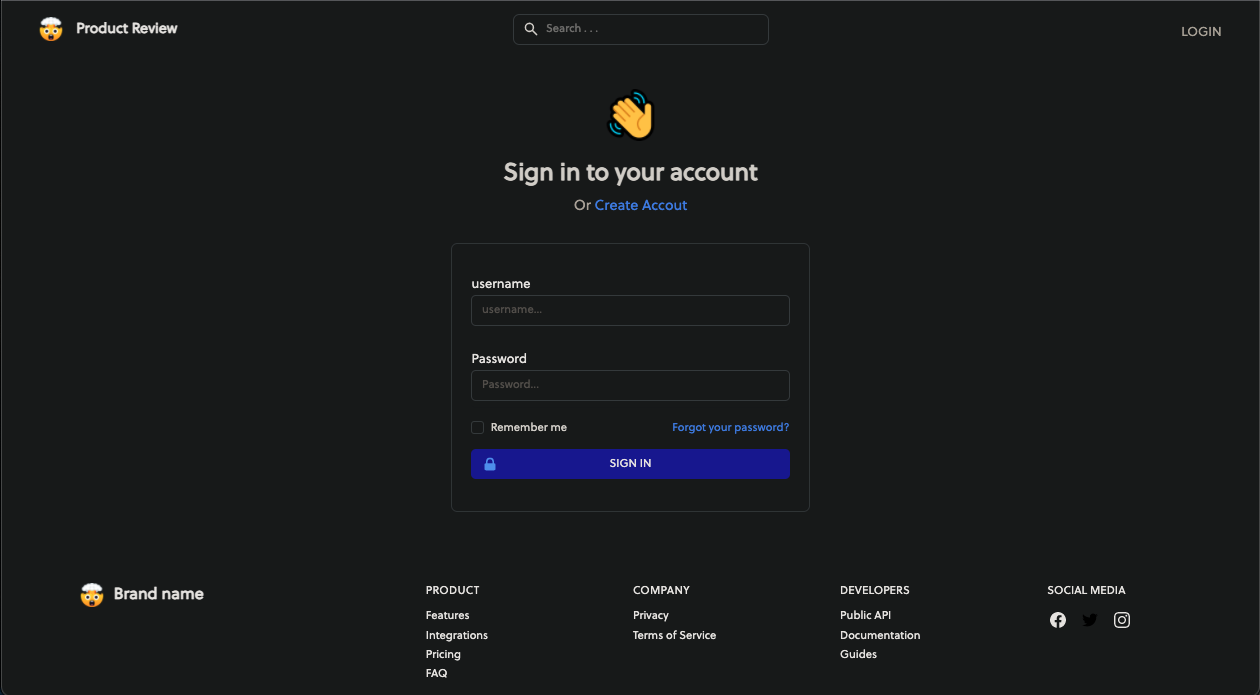 Product Review
Search . . .
LOGIN
Sign in to your account
Or Create Accout
username
username...
Password
Password...
Remember me
Forgot your password?
SIGN IN
Brand name
PRODUCT
Features
Integrations
Pricing
FAQ
COMPANY
Privacy
Terms of Service
DEVELOPERS
Public API
Documentation
Guides
SOCIAL MEDIA